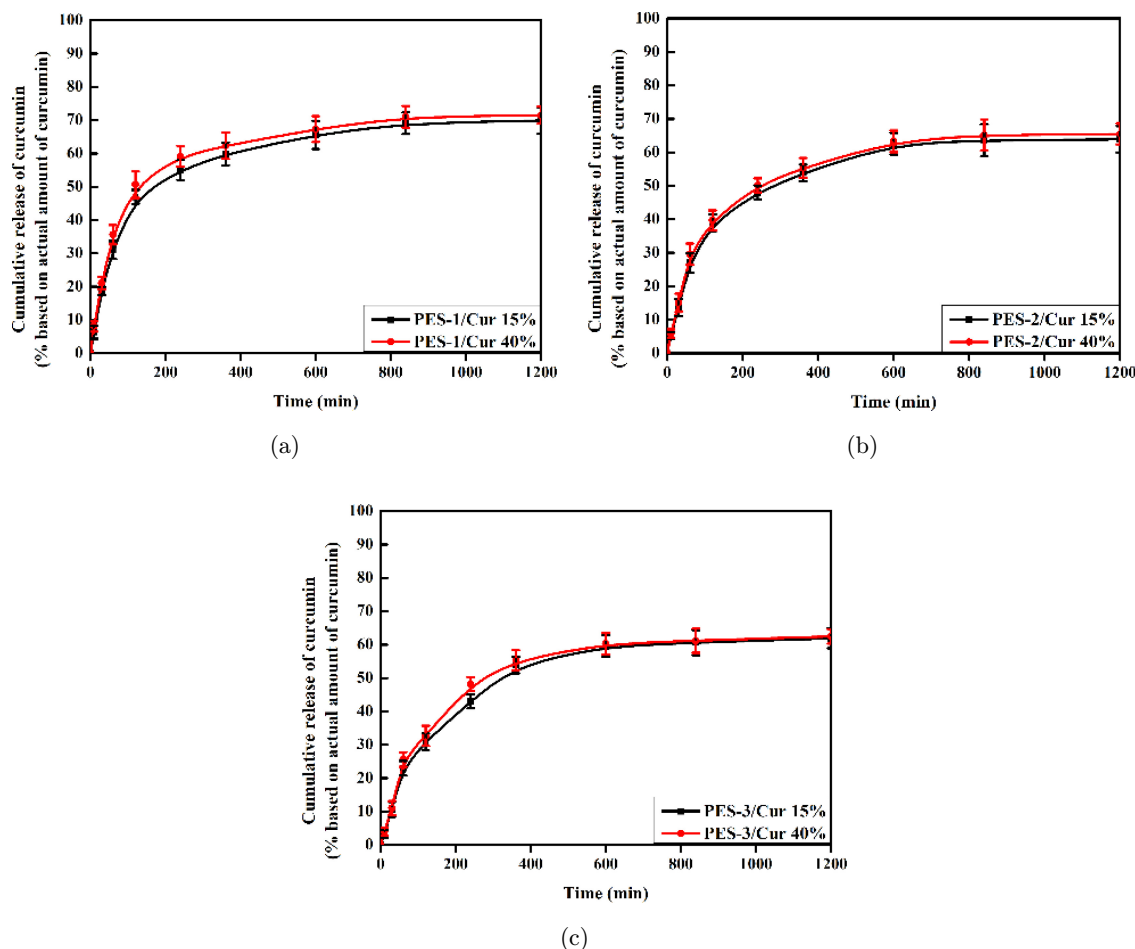 Cumulative release of curcumin
(% based on actual amount of curcumin)
100
90
80
70
60
50
40
30
20
10
0
PES-1/Cur 15%
PES-1/Cur 40%
0 200 400 600 800 1000 1200
Time (min)
(a)
Cumulative release of curcumin
(% based on actual amount of curcumin)
100
90
80
70
60
50
40
30
20
10
0
PES-2/Cur 15%
PES-2/Cur 40%
0 200 400 600 800 1000 1200
Time (min)
(b)
Cumulative release of curcumin
(% based on actual amount of curcumin)
100
90
80
70
60
50
40
30
20
10
0
PES-3/Cur 15%
PES-3/Cur 40%
0 200 400 600 800 1000 1200
Time (min)
(c)